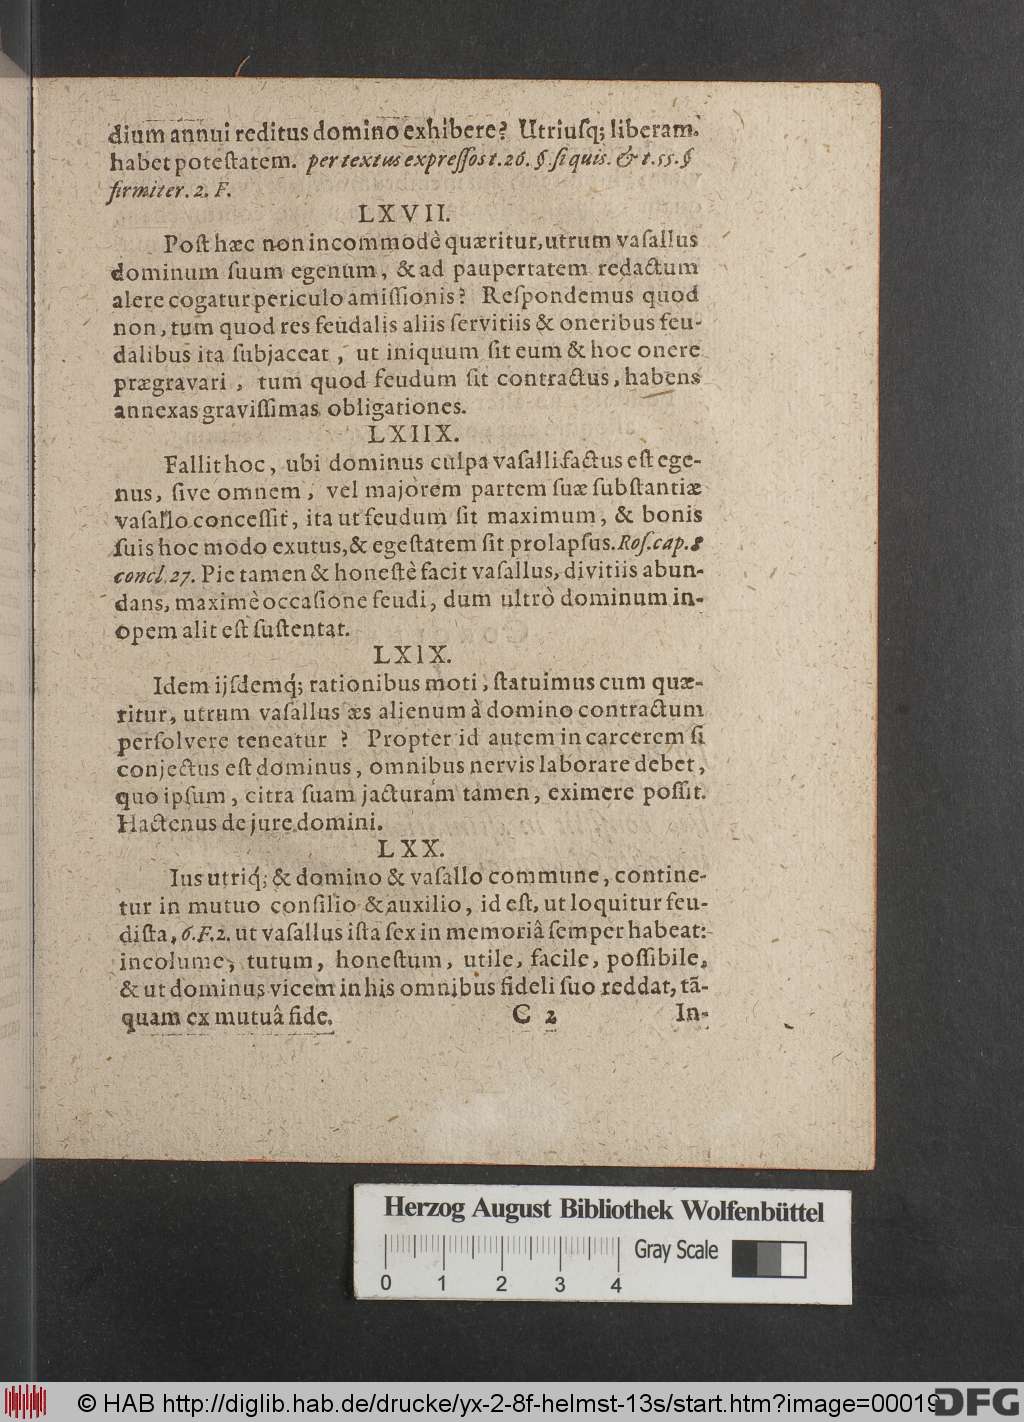 dium annui reditus domino exhibere? Utriuſq; liberam
habet poteſtatem. per textus expreſſos t. 26. §. ſi quis. & t. 55. §
firmiter. 2. F.
LXVII.
Poſt hæc non incommodè quæritur, utrum vaſallus
dominum ſuum egenum, & ad paupertatem redactum
alere cogatur periculo amiſſionis? Reſpondemus quod
non, tum quod res feudalis aliis ſervitiis & oneribus feu-
dalibus ita ſubjaceat, ut iniquum ſit eum & hoc onere
prægravari, tum quod feudum ſit contractus, habens
annexas graviſſimas obligationes.
LXIIX.
Fallit hoc, ubi dominus culpa vaſalli factus eſt ege-
nus, ſive omnem, vel majorem partem ſuæ ſubſtantiæ
vaſallo conceſſit, ita ut feudum ſit maximum, & bonis
ſuis hoc modo exutus, & egeſtatem ſit prolapſus. Roſ. cap. 8
concl. 27. Pie tamen & honeſtè facit vaſallus, divitiis abun-
dans, maximè occaſione feudi, dum ultrò dominum in-
opem alit eſt ſuſtentat.
LXIX.
Idem ijſdemq́; rationibus moti, ſtatuimus cum quæ-
ritur, utrum vaſallus æs alienum à domino contractum
perſolvere teneatur? Propter id autem in carcerem ſi
conjectus eſt dominus, omnibus nervis laborare debet,
quo ipſum, citra ſuam jacturam tamen, eximere poſſit.
Hactenus de jure domini.
LXX.
Ius utriq́; & domino & vaſallo commune, contine-
tur in mutuo conſilio & auxilio, id eſt, ut loquitur feu-
diſta, 6. F. 2. ut vaſallus iſta ſex in memoriâ ſemper habeat:
incolume, tutum, honeſtum, utile, facile, poſſibile,
& ut dominus vicem in his omnibus fideli ſuo reddat, tã-
quam ex mutuâ fide.
C 2 In-
Herzog August Bibliothek Wolfenbüttel
Gray Scale
0 1 2 3 4
© HAB http://diglib.hab.de/drucke/yx-2-8f-helmst-13s/start.htm?image=00019
DFG